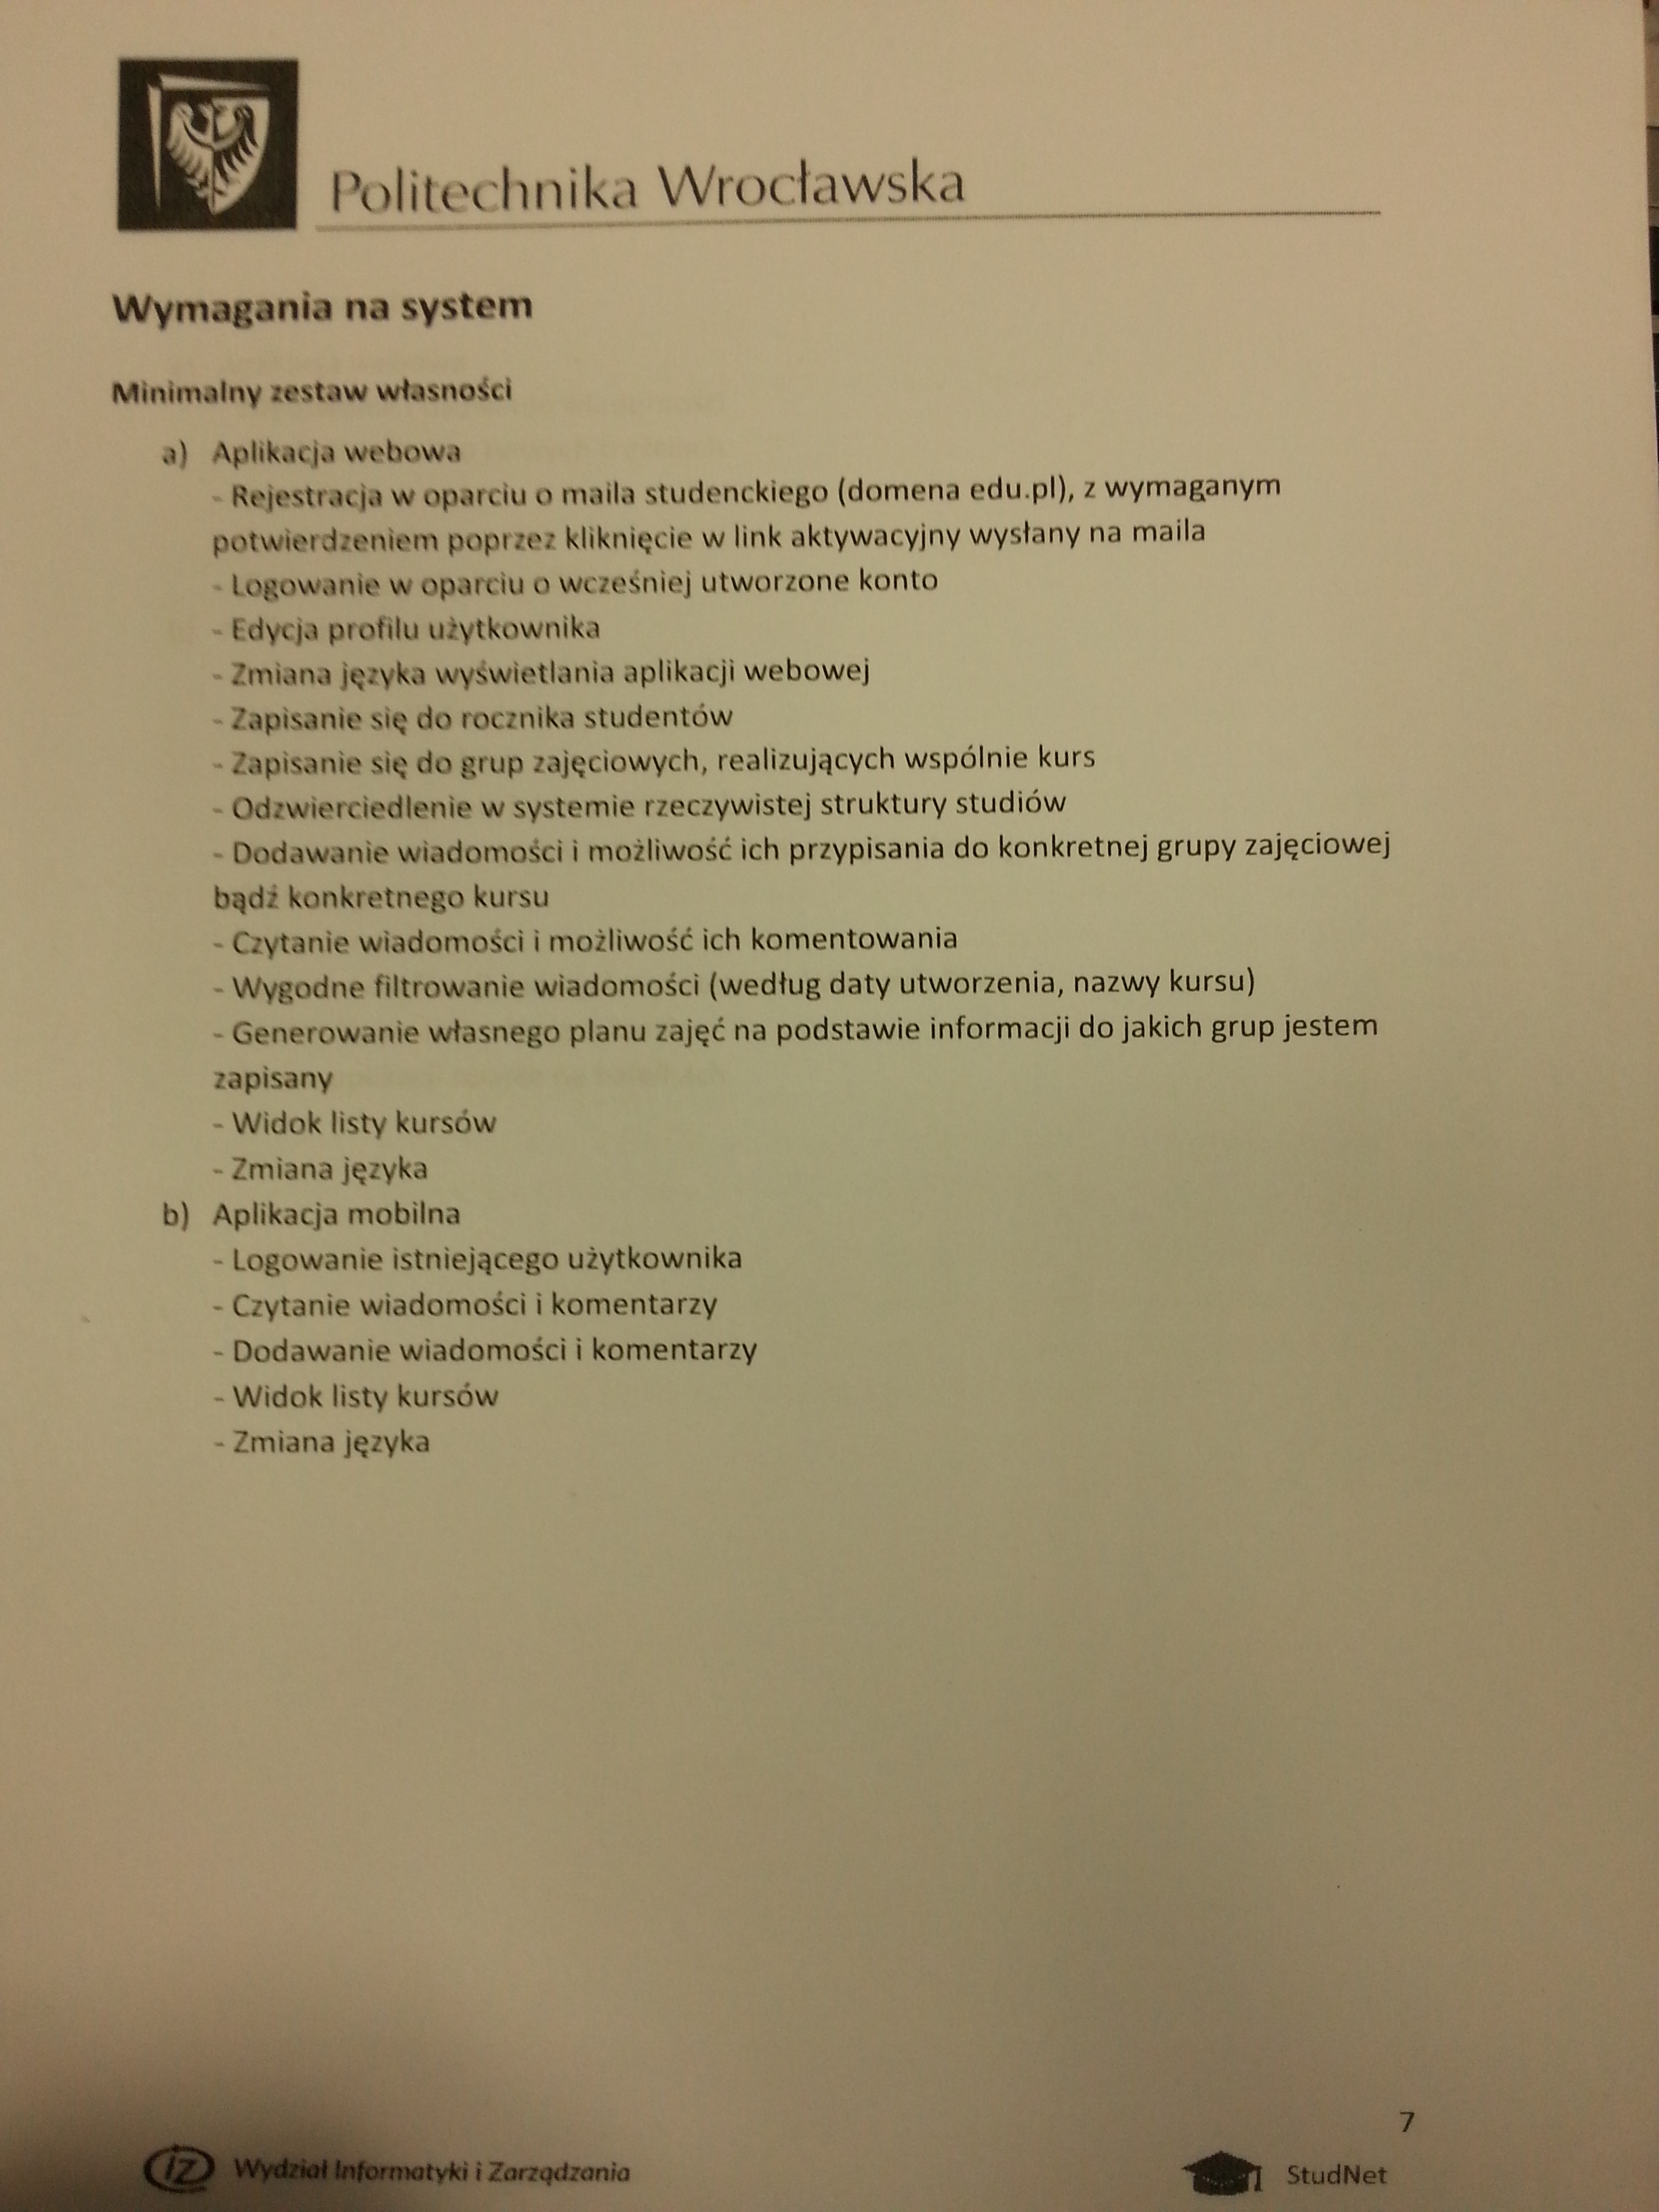 Politechnika Wrocławska
Wymagania na system
Minimalny zestaw własności
a) Aplikacja webowa
- Rejestracja w oparciu o maila studenckiego (domena edu.pl), z wymaganym
potwierdzeniem poprzez kliknięcie w link aktywacyjny wysłany na maila
- Logowanie w oparciu o wcześniej utworzone konto
- Edycja profilu użytkownika
- Zmiana języka wyświetlania aplikacji webowej
- Zapisanie się do rocznika studentów
- Zapisanie się do grup zajęciowych, realizujących wspólnie kurs
- Odzwierciedlenie w systemie rzeczywistej struktury studiów
- Dodawanie wiadomości i możliwość ich przypisania do konkretnej grupy zajęciowej
bądź konkretnego kursu
- Czytanie wiadomości i możliwość ich komentowania
- Wygodne filtrowanie wiadomości (według daty utworzenia, nazwy kursu)
- Generowanie własnego planu zajęć na podstawie informacji do jakich grup jestem
zapisany
- Widok listy kursów
- Zmiana języka
b) Aplikacja mobilna
- Logowanie istniejącego użytkownika
- Czytanie wiadomości i komentarzy
- Dodawanie wiadomości i komentarzy
- Widok listy kursów
- Zmiana języka
7
iz Wydział Informatyki i Zarządzania
StudNet